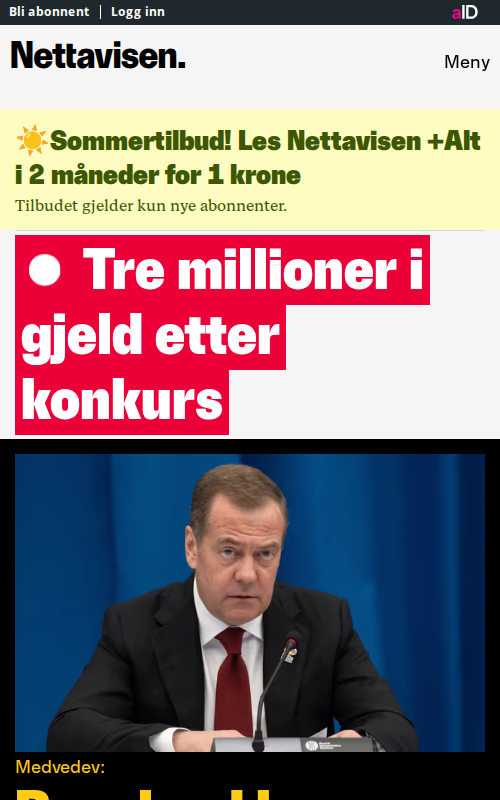 Bli abonnent
Logg inn
aID
Nettavisen.
Meny
☀️Sommertilbud! Les Nettavisen +Alt
i 2 måneder for 1 krone
Tilbudet gjelder kun nye abonnenter.
Tre millioner i
gjeld etter
konkurs
Medvedev: